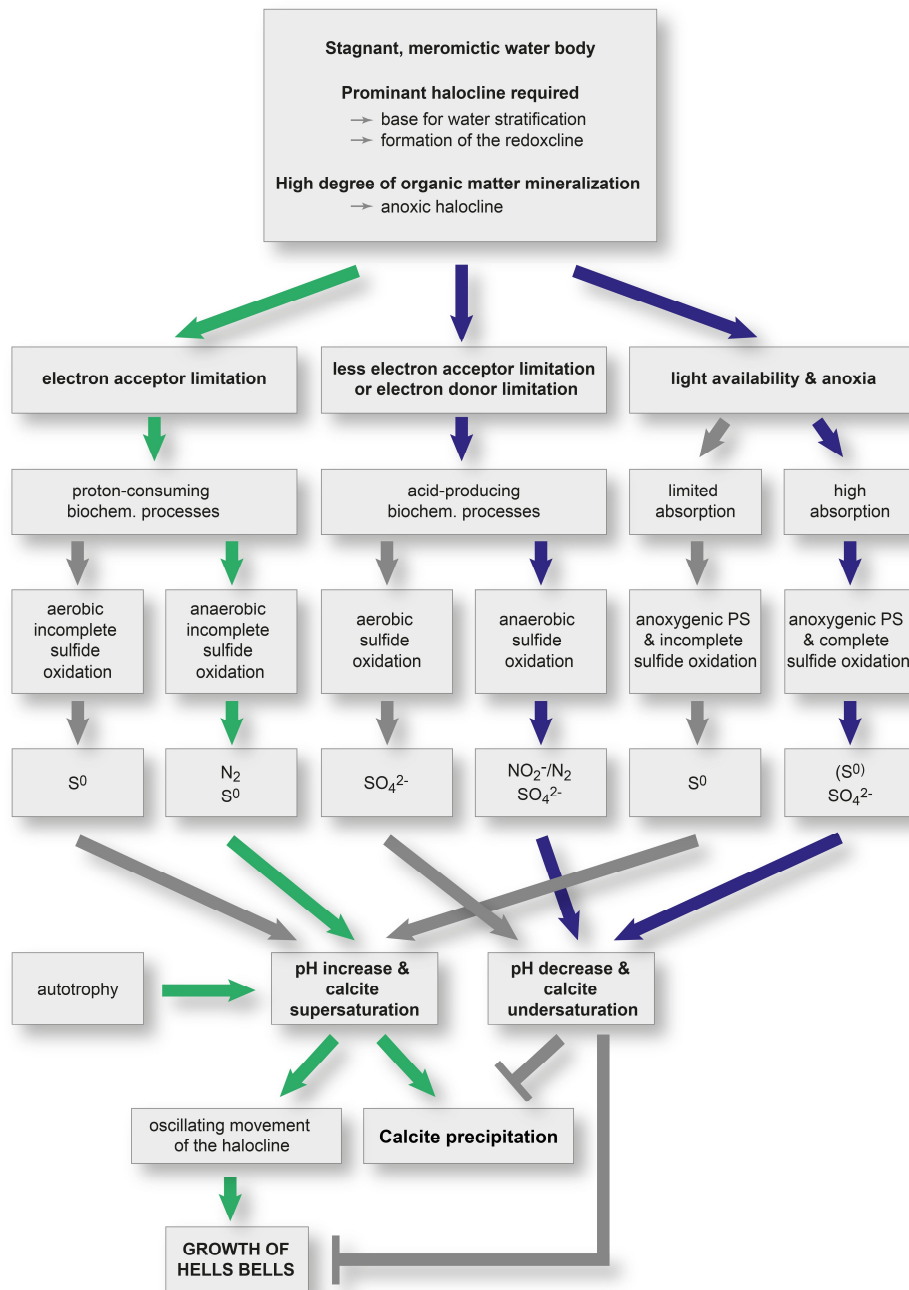 Stagnant, meromictic water body
Prominant halocline required
→ base for water stratification
→ formation of the redoxcline
High degree of organic matter mineralization
→ anoxic halocline
electron acceptor limitation
less electron acceptor limitation
or electron donor limitation
light availability & anoxia
proton-consuming
biochem. processes
acid-producing
biochem. processes
limited
absorption
high
absorption
aerobic
incomplete
sulfide
oxidation
anaerobic
incomplete
sulfide
oxidation
aerobic
sulfide
oxidation
anaerobic
sulfide
oxidation
anoxygenic PS
& incomplete
sulfide oxidation
anoxygenic PS
& complete
sulfide oxidation
S⁰
N₂
S⁰
SO₄²⁻
NO₂⁻/N₂
SO₄²⁻
S⁰
(S⁰)
SO₄²⁻
autotrophy
pH increase &
calcite
supersaturation
pH decrease &
calcite
undersaturation
oscillating movement
of the halocline
Calcite precipitation
GROWTH OF
HELLS BELLS